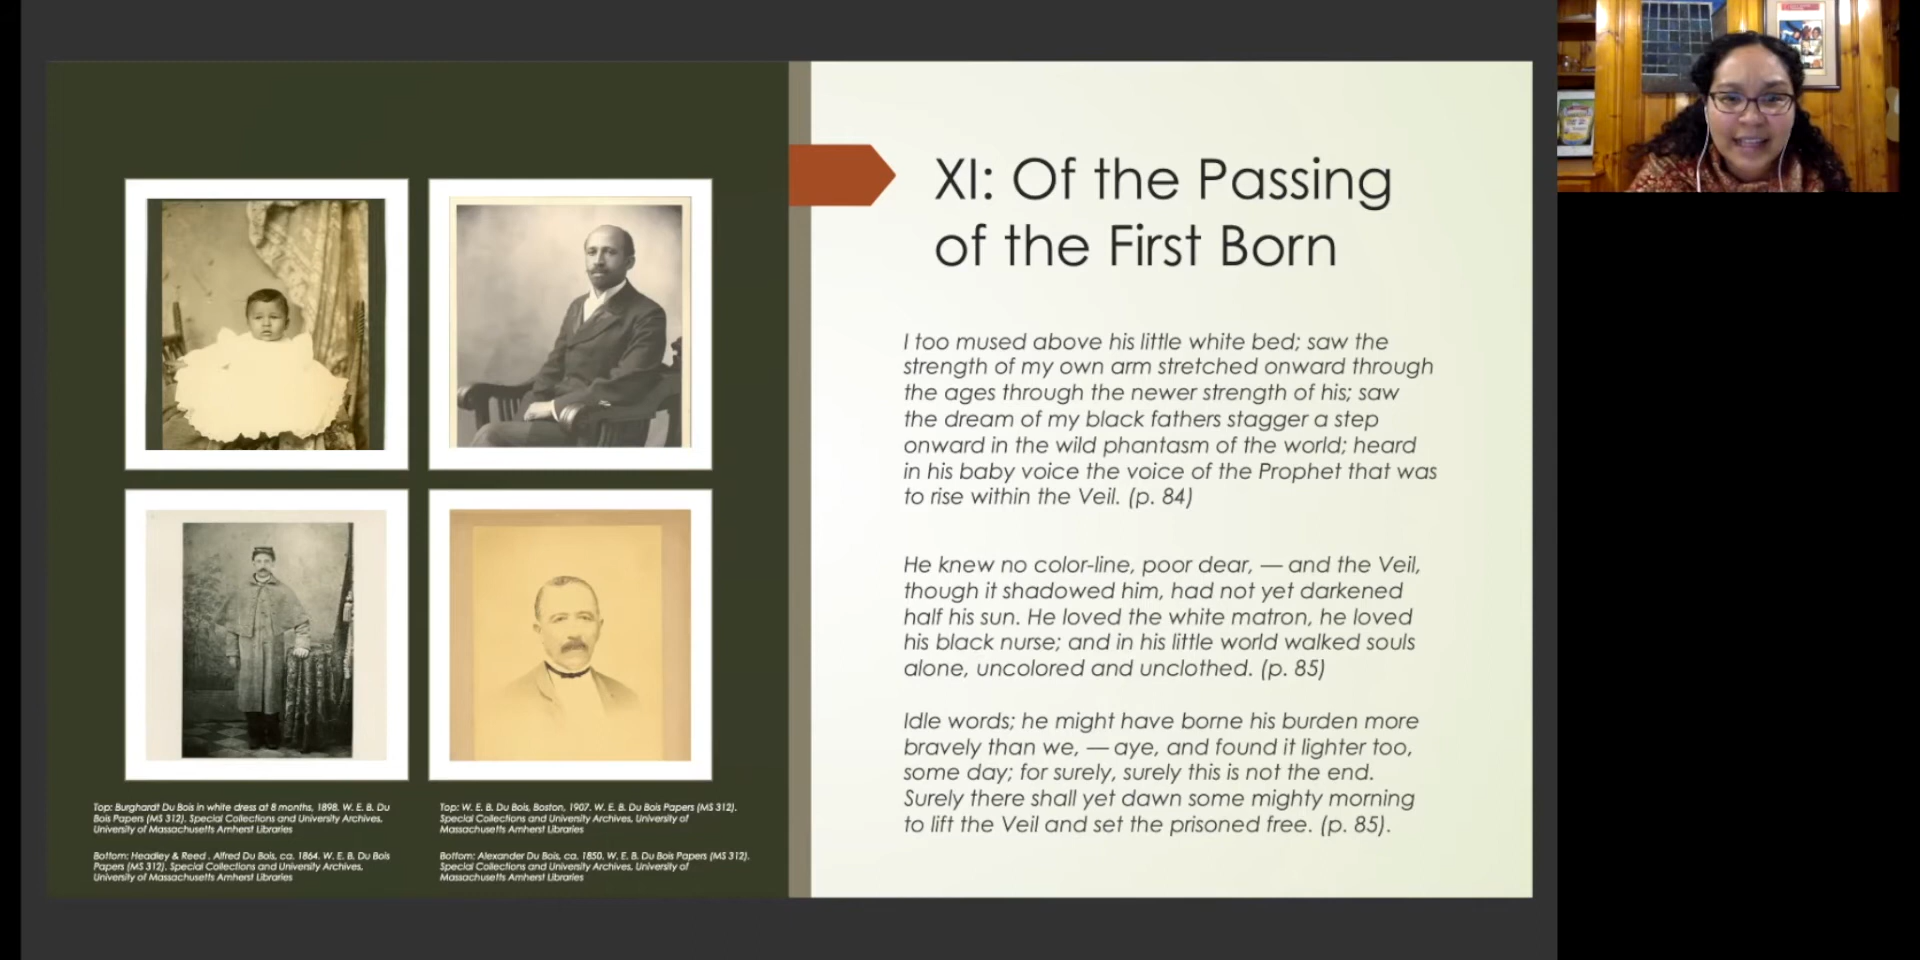 XI: Of the Passing
of the First Born
I too mused above his little white bed; saw the
strength of my own arm stretched onward through
the ages through the newer strength of his; saw
the dream of my black fathers stagger a step
onward in the wild phantasm of the world; heard
in his baby voice the voice of the Prophet that was
to rise within the Veil. (p. 84)
He knew no color-line, poor dear, — and the Veil,
though it shadowed him, had not yet darkened
half his sun. He loved the white matron, he loved
his black nurse; and in his little world walked souls
alone, uncolored and unclothed. (p. 85)
Idle words; he might have borne his burden more
bravely than we, — aye, and found it lighter too,
some day; for surely, surely this is not the end.
Surely there shall yet dawn some mighty morning
to lift the Veil and set the prisoned free. (p. 85).
Top: Burghardt Du Bois in white dress at 8 months, 1898. W. E. B. Du
Bois Papers (MS 312). Special Collections and University Archives,
University of Massachusetts Amherst Libraries
Bottom: Headley & Reed . Alfred Du Bois, ca. 1864. W. E. B. Du Bois
Papers (MS 312). Special Collections and University Archives,
University of Massachusetts Amherst Libraries
Top: W. E. B. Du Bois, Boston, 1907. W. E. B. Du Bois Papers (MS 312).
Special Collections and University Archives, University of
Massachusetts Amherst Libraries
Bottom: Alexander Du Bois, ca. 1850. W. E. B. Du Bois Papers (MS 312).
Special Collections and University Archives, University of
Massachusetts Amherst Libraries